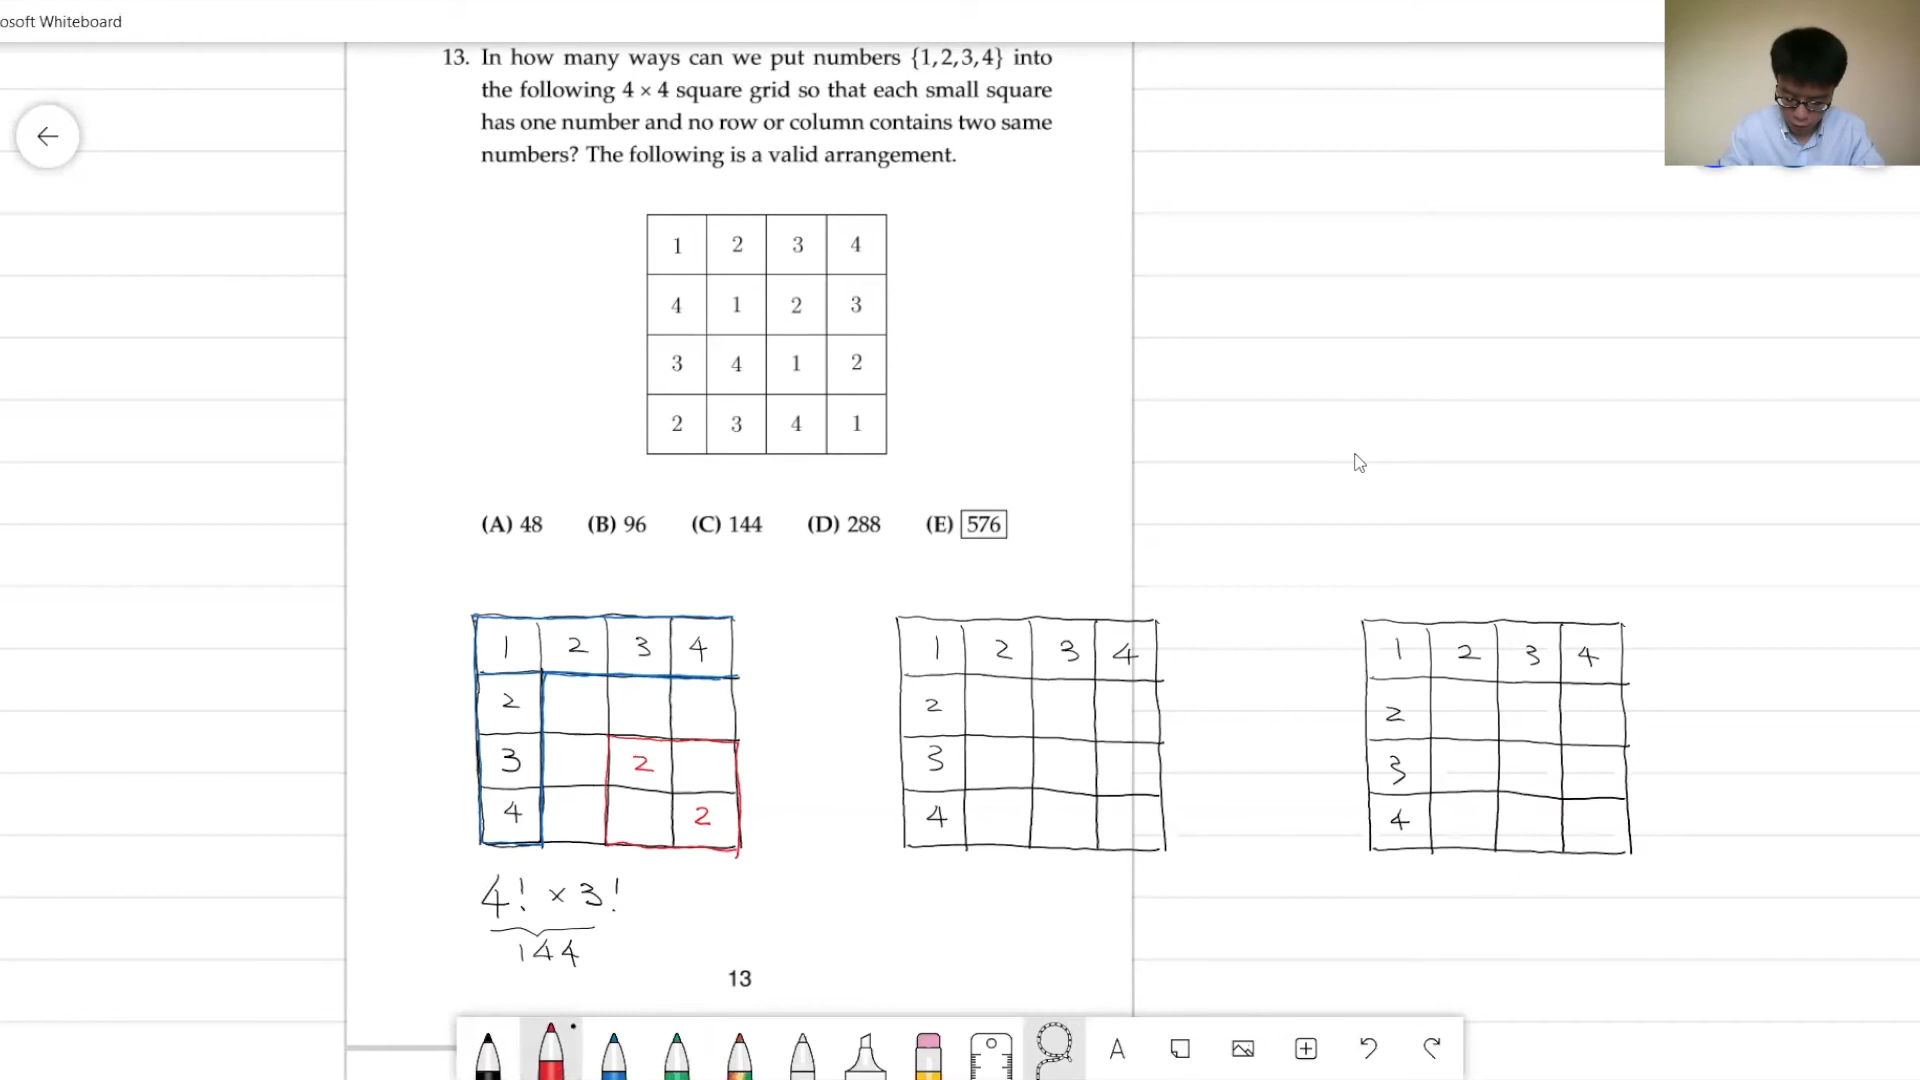 osoft Whiteboard
13. In how many ways can we put numbers {1,2,3,4} into
the following 4 × 4 square grid so that each small square
has one number and no row or column contains two same
numbers? The following is a valid arrangement.
1 2 3 4
4 1 2 3
3 4 1 2
2 3 4 1
(A) 48 (B) 96 (C) 144 (D) 288 (E) 576
1 2 3 4
2
3 2
4 2
1 2 3 4
2
3
4
1 2 3 4
2
3
4
4! × 3!
144
13
A